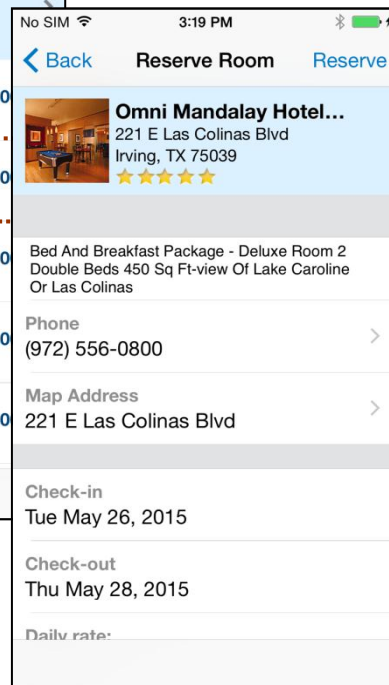 No SIM 3:19 PM
Back Reserve Room Reserve
Omni Mandalay Hotel...
221 E Las Colinas Blvd
Irving, TX 75039
Bed And Breakfast Package - Deluxe Room 2
Double Beds 450 Sq Ft-view Of Lake Caroline
Or Las Colinas
Phone
(972) 556-0800
Map Address
221 E Las Colinas Blvd
Check-in
Tue May 26, 2015
Check-out
Thu May 28, 2015
Daily rate: